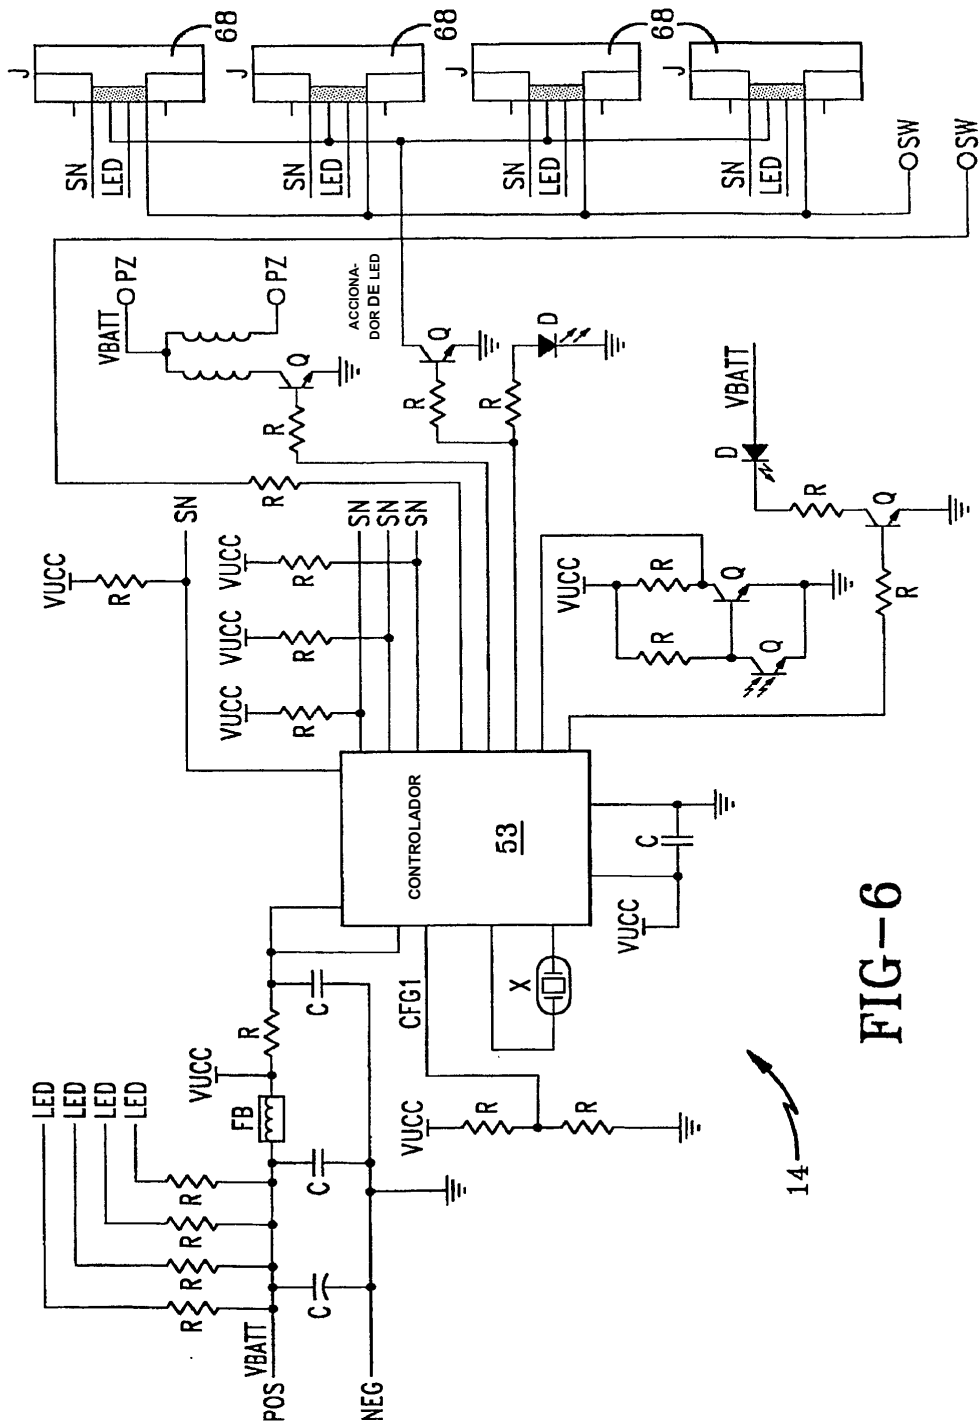 J
68
J
68
J
68
J
SN
LED
SN
LED
SN
LED
SN
LED
SW
SW
PZ
VBATT
PZ
Q
R
R
ACCIONA-
DOR DE LED
Q
R
R
D
SN
VUCC
R
SN
SN
SN
VUCC
R
VUCC
R
VUCC
R
VBATT
D
R
Q
R
VUCC
R
R
Q
Q
CONTROLADOR
53
C
VUCC
X
CFG1
VUCC
R
R
R
C
VUCC
FB
C
C
LED
LED
LED
LED
R
R
R
R
VBATT
POS
NEG
14
FIG-6